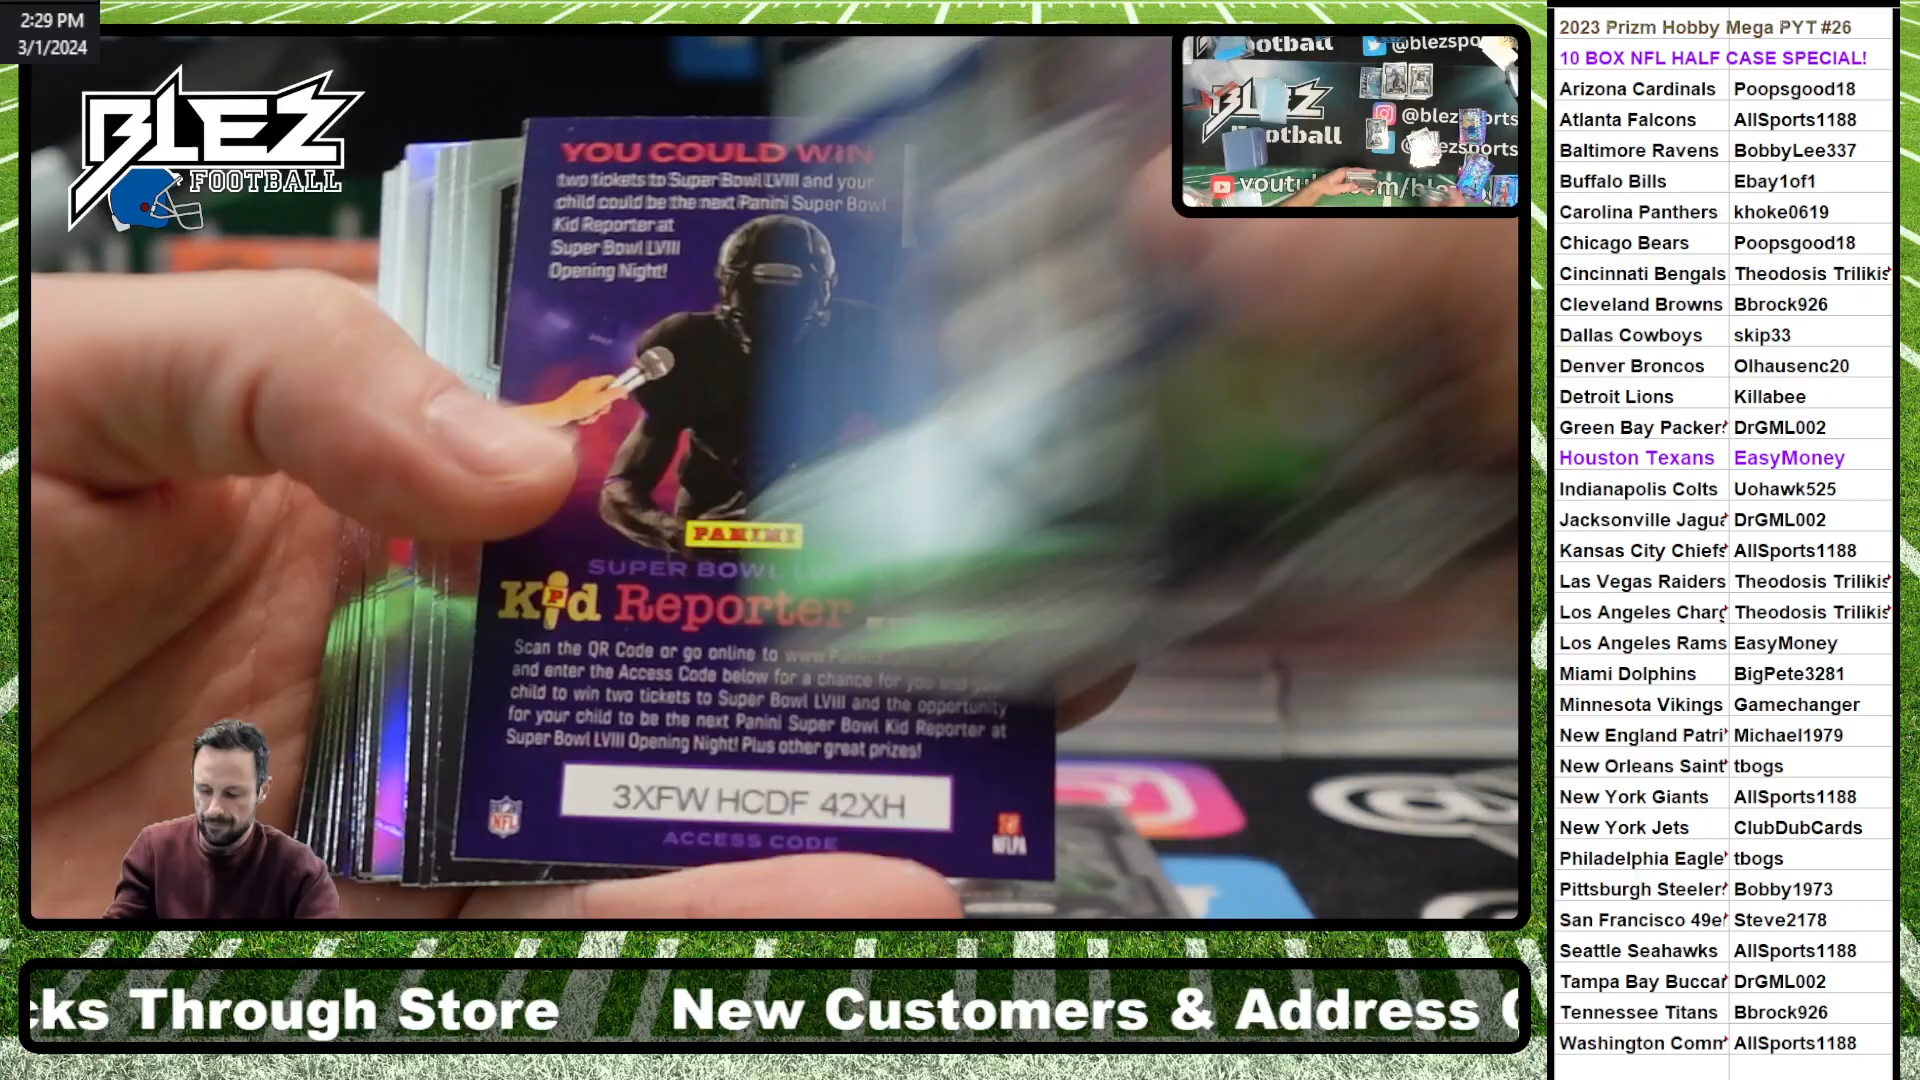 2:29 PM
3/1/2024
BLEZ
FOOTBALL
YOU COULD WIN
two tickets to Super Bowl LVIII and your
child could be the next Panini Super Bowl
Kid Reporter at
Super Bowl LVIII
Opening Night!
PANINI
SUPER BOWL
Kid Reporter
Scan the QR Code or go online to
and enter the Access Code below for a chance for you and your
child to win two tickets to Super Bowl LVIII and the opportunity
for your child to be the next Panini Super Bowl Kid Reporter at
Super Bowl LVIII Opening Night! Plus other great prizes!
3XFW HCDF 42XH
ACCESS CODE
NFL
NFLPA
ootball @blezspo
BLEZ @blez sports
Football ezsports
youtu m/ble
cks Through Store New Customers & Address
2023 Prizm Hobby Mega PYT #26
10 BOX NFL HALF CASE SPECIAL!
Arizona Cardinals Poopsgood18
Atlanta Falcons AllSports1188
Baltimore Ravens BobbyLee337
Buffalo Bills Ebay1of1
Carolina Panthers khoke0619
Chicago Bears Poopsgood18
Cincinnati Bengals Theodosis Trilikis
Cleveland Browns Bbrock926
Dallas Cowboys skip33
Denver Broncos Olhausenc20
Detroit Lions Killabee
Green Bay Packer DrGML002
Houston Texans EasyMoney
Indianapolis Colts Uohawk525
Jacksonville Jagua DrGML002
Kansas City Chiefs AllSports1188
Las Vegas Raiders Theodosis Trilikis
Los Angeles Charg Theodosis Trilikis
Los Angeles Rams EasyMoney
Miami Dolphins BigPete3281
Minnesota Vikings Gamechanger
New England Patri Michael1979
New Orleans Saint tbogs
New York Giants AllSports1188
New York Jets ClubDubCards
Philadelphia Eagle tbogs
Pittsburgh Steeler Bobby1973
San Francisco 49e Steve2178
Seattle Seahawks AllSports1188
Tampa Bay Buccar DrGML002
Tennessee Titans Bbrock926
Washington Comm AllSports1188